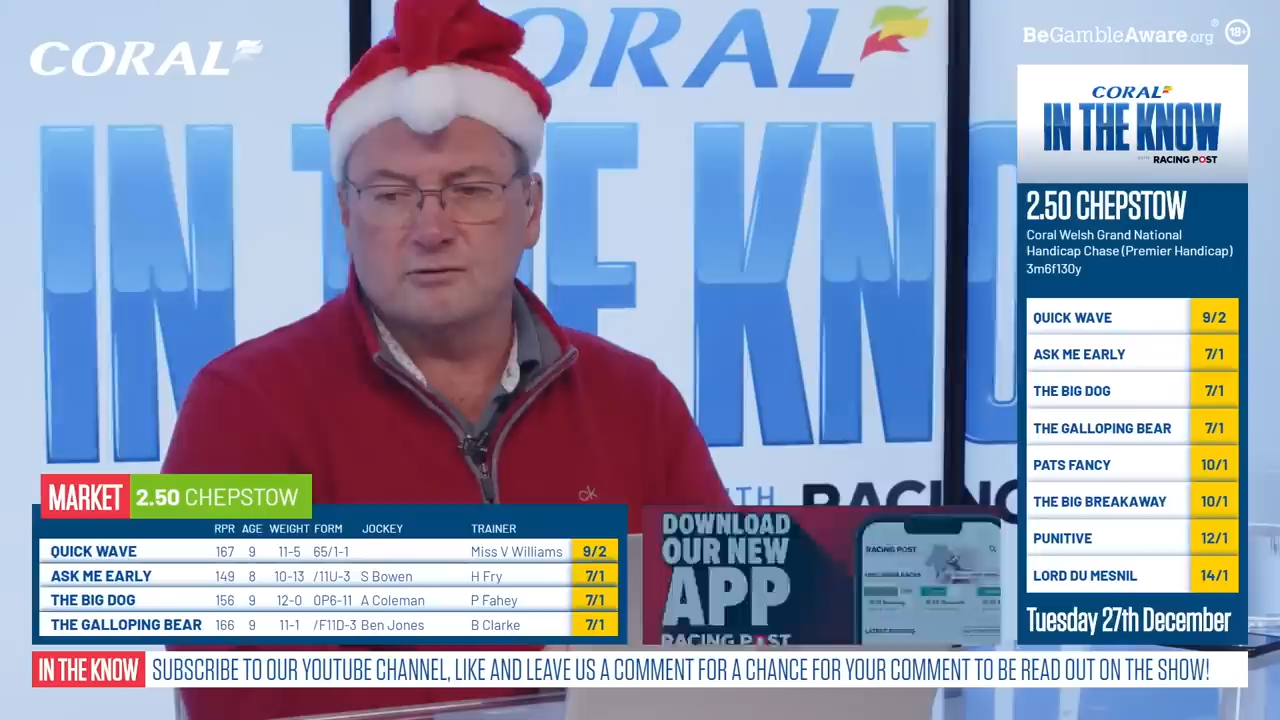 CORAL
ORAL
IN THE KNOW
WITH RACING
BeGambleAware.org® 18+
CORAL
IN THE KNOW
WITH RACING POST
2.50 CHEPSTOW
Coral Welsh Grand National
Handicap Chase (Premier Handicap)
3m6f130y
QUICK WAVE 9/2
ASK ME EARLY 7/1
THE BIG DOG 7/1
THE GALLOPING BEAR 7/1
PATS FANCY 10/1
THE BIG BREAKAWAY 10/1
PUNITIVE 12/1
LORD DU MESNIL 14/1
Tuesday 27th December
ck
MARKET 2.50 CHEPSTOW
RPR AGE WEIGHT FORM JOCKEY TRAINER
QUICK WAVE 167 9 11-5 65/1-1 Miss V Williams 9/2
ASK ME EARLY 149 8 10-13 /11U-3 S Bowen H Fry 7/1
THE BIG DOG 156 9 12-0 0P6-11 A Coleman P Fahey 7/1
THE GALLOPING BEAR 166 9 11-1 /F11D-3 Ben Jones B Clarke 7/1
DOWNLOAD
OUR NEW
APP
RACING POST
RACING POST
IN THE KNOW SUBSCRIBE TO OUR YOUTUBE CHANNEL, LIKE AND LEAVE US A COMMENT FOR A CHANCE FOR YOUR COMMENT TO BE READ OUT ON THE SHOW!